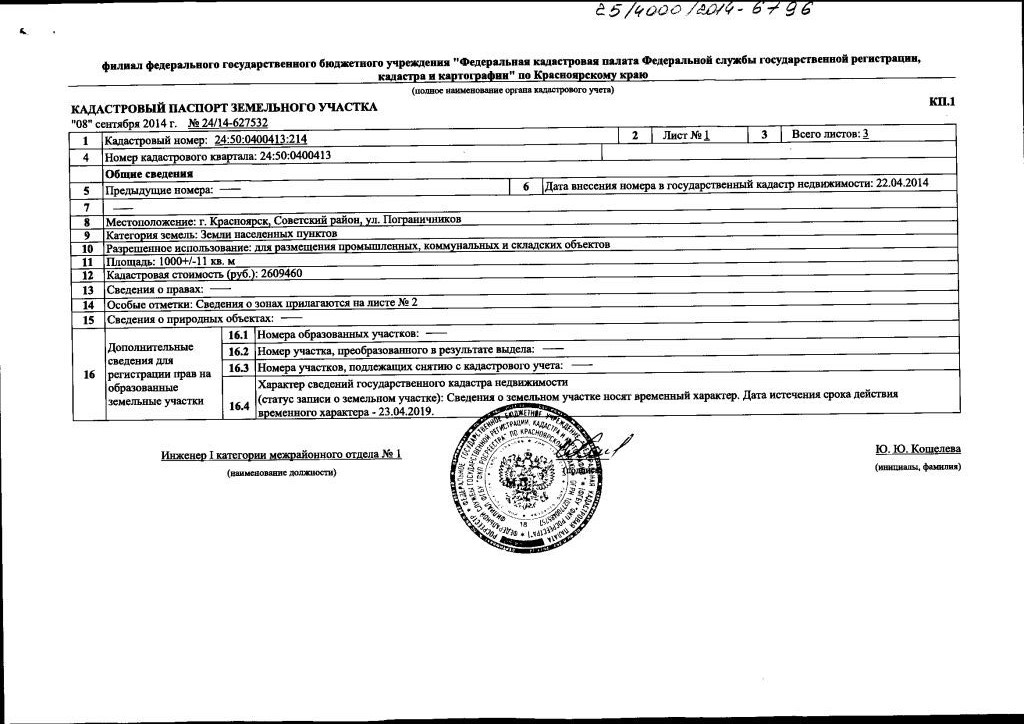 25/4000/2014-6796
филиал федерального государственного бюджетного учреждения "Федеральная кадастровая палата Федеральной службы государственной регистрации,
кадастра и картографии" по Красноярскому краю
(полное наименование органа кадастрового учета)
КП.1
КАДАСТРОВЫЙ ПАСПОРТ ЗЕМЕЛЬНОГО УЧАСТКА
"08" сентября 2014 г. № 24/14-627532
1 Кадастровый номер: 24:50:0400413:214 2 Лист № 1 3 Всего листов: 3
4 Номер кадастрового квартала: 24:50:0400413
Общие сведения
5 Предыдущие номера: —— 6 Дата внесения номера в государственный кадастр недвижимости: 22.04.2014
7 ——
8 Местоположение: г. Красноярск, Советский район, ул. Пограничников
9 Категория земель: Земли населенных пунктов
10 Разрешенное использование: для размещения промышленных, коммунальных и складских объектов
11 Площадь: 1000+/-11 кв. м
12 Кадастровая стоимость (руб.): 2609460
13 Сведения о правах: ——
14 Особые отметки: Сведения о зонах прилагаются на листе № 2
15 Сведения о природных объектах: ——
16 Дополнительные
сведения для
регистрации прав на
образованные
земельные участки
16.1 Номера образованных участков: ——
16.2 Номер участка, преобразованного в результате выдела: ——
16.3 Номера участков, подлежащих снятию с кадастрового учета: ——
16.4 Характер сведений государственного кадастра недвижимости
(статус записи о земельном участке): Сведения о земельном участке носят временный характер. Дата истечения срока действия
временного характера - 23.04.2019.
Инженер I категории межрайонного отдела № 1
(наименование должности)
М.П.
(подпись)
Ю. Ю. Кощелева
(инициалы, фамилия)